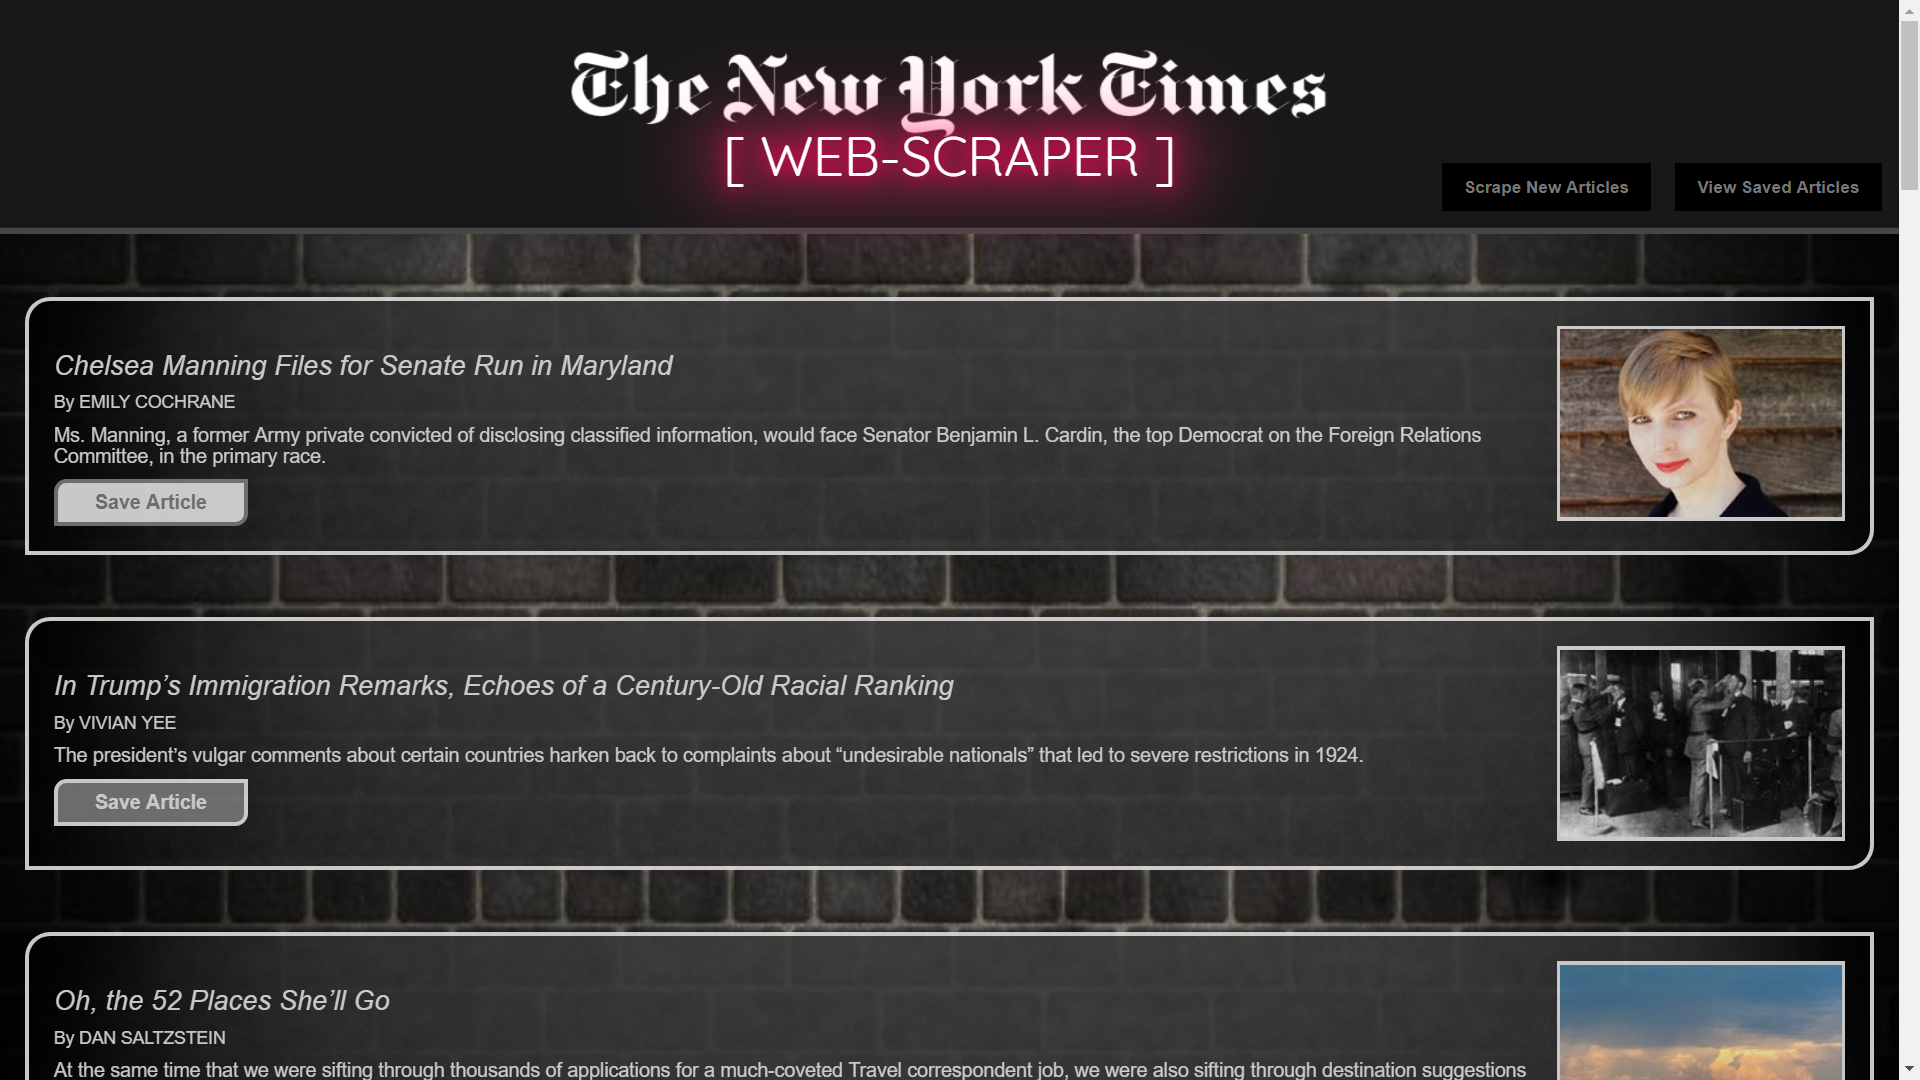 The New York Times
[ WEB-SCRAPER ]
Scrape New Articles
View Saved Articles
Chelsea Manning Files for Senate Run in Maryland
By EMILY COCHRANE
Ms. Manning, a former Army private convicted of disclosing classified information, would face Senator Benjamin L. Cardin, the top Democrat on the Foreign Relations
Committee, in the primary race.
Save Article
In Trump’s Immigration Remarks, Echoes of a Century-Old Racial Ranking
By VIVIAN YEE
The president’s vulgar comments about certain countries harken back to complaints about “undesirable nationals” that led to severe restrictions in 1924.
Save Article
Oh, the 52 Places She’ll Go
By DAN SALTZSTEIN
At the same time that we were sifting through thousands of applications for a much-coveted Travel correspondent job, we were also sifting through destination suggestions